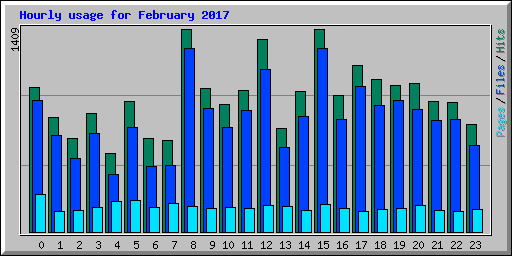 Hourly usage for February 2017
1409
Pages/Files/Hits
0 1 2 3 4 5 6 7 8 9 10 11 12 13 14 15 16 17 18 19 20 21 22 23